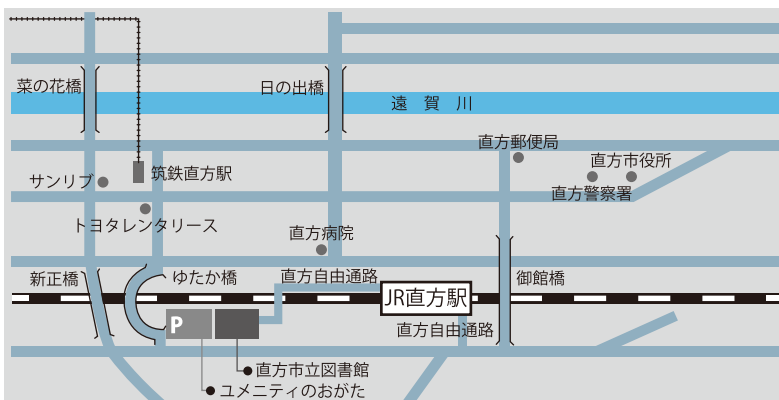 菜の花橋
日の出橋
遠賀川
直方郵便局
直方市役所
筑鉄直方駅
サンリブ
直方警察署
トヨタレンタリース
直方病院
新正橋
ゆたか橋
直方自由通路
御館橋
JR直方駅
P
直方自由通路
直方市立図書館
ユメニティのおがた